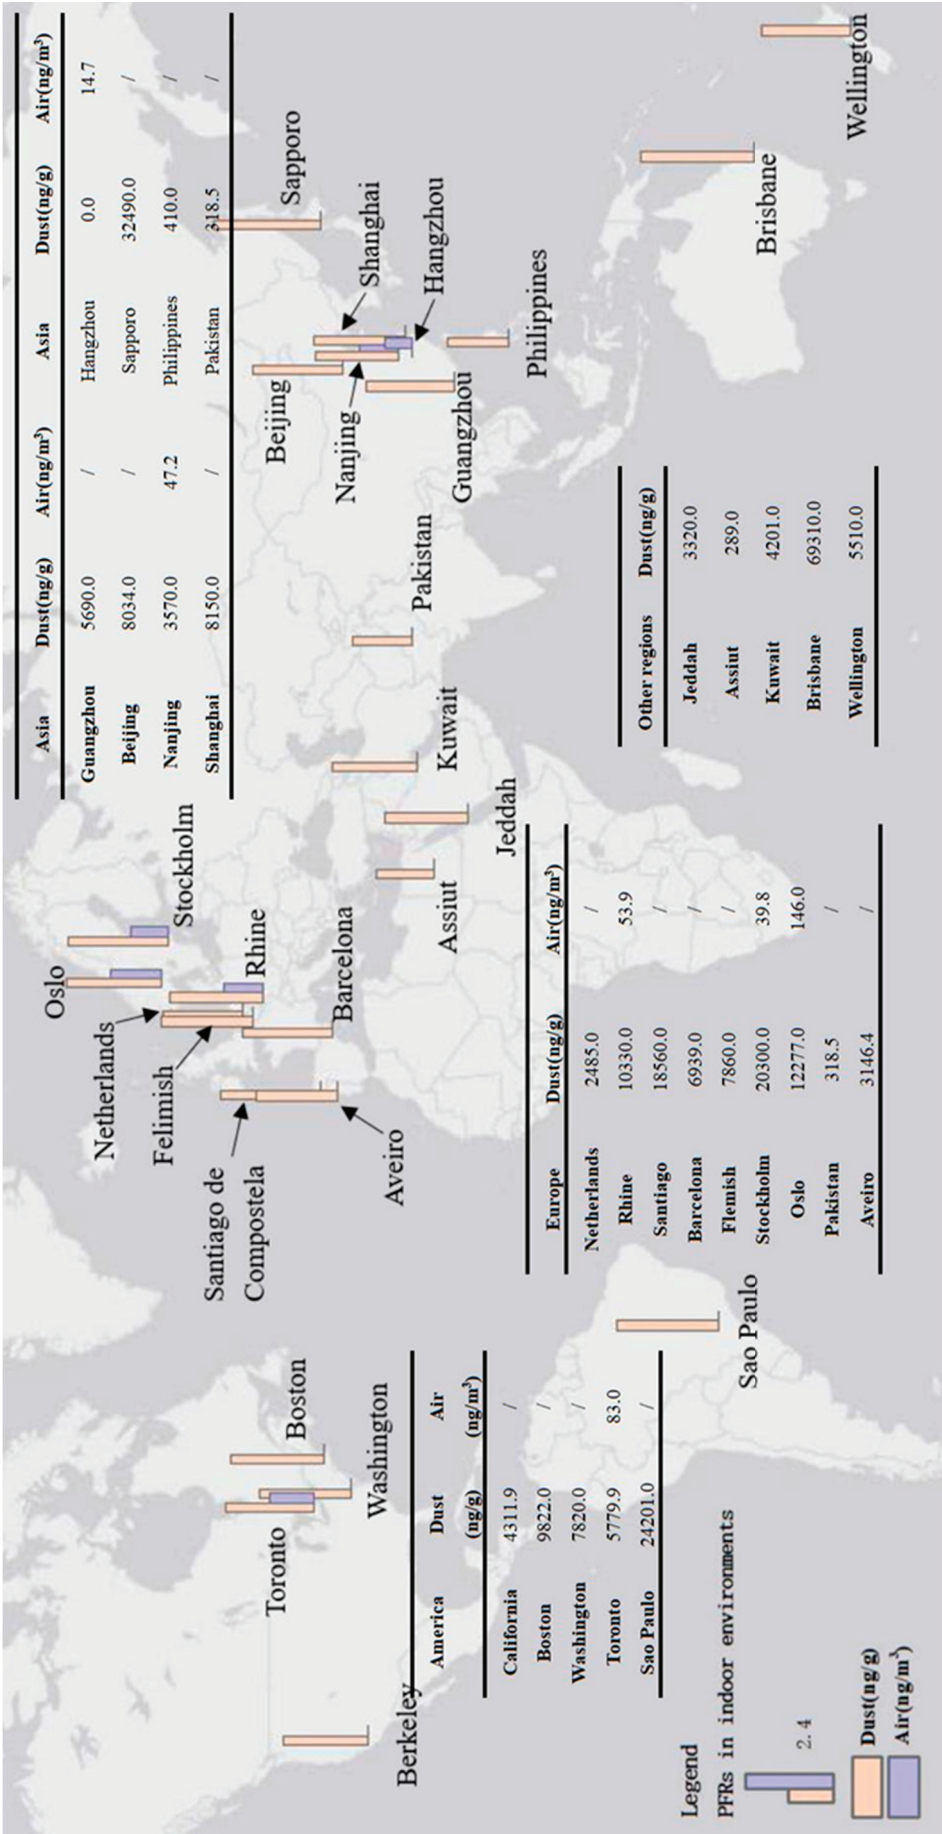 Asia Dust(ng/g) Air(ng/m³) Asia Dust(ng/g) Air(ng/m³)
Guangzhou 5690.0 / Hangzhou 0.0 14.7
Beijing 8034.0 / Sapporo 32490.0 /
Nanjing 3570.0 47.2 Philippines 410.0 /
Shanghai 8150.0 / Pakistan 318.5 /
Oslo
Stockholm
Netherlands
Felimish
Rhine
Santiago de
Compostela
Barcelona
Aveiro
Toronto
Boston
Washington
Berkeley
Assiut
Jeddah
Kuwait
Pakistan
Beijing
Nanjing
Guangzhou
Sapporo
Shanghai
Hangzhou
Philippines
Brisbane
Wellington
Sao Paulo
America Dust Air
(ng/g) (ng/m³)
California 4311.9 /
Boston 9822.0 /
Washington 7820.0 /
Toronto 5779.9 83.0
Sao Paulo 24201.0 /
Europe Dust(ng/g) Air(ng/m³)
Netherlands 2485.0 /
Rhine 10330.0 53.9
Santiago 18560.0 /
Barcelona 6939.0 /
Flemish 7860.0 /
Stockholm 20300.0 39.8
Oslo 12277.0 146.0
Pakistan 318.5 /
Aveiro 3146.4 /
Other regions Dust(ng/g)
Jeddah 3320.0
Assiut 289.0
Kuwait 4201.0
Brisbane 69310.0
Wellington 5510.0
Legend
PFRs in indoor environments
2.4
Dust(ng/g)
Air(ng/m³)